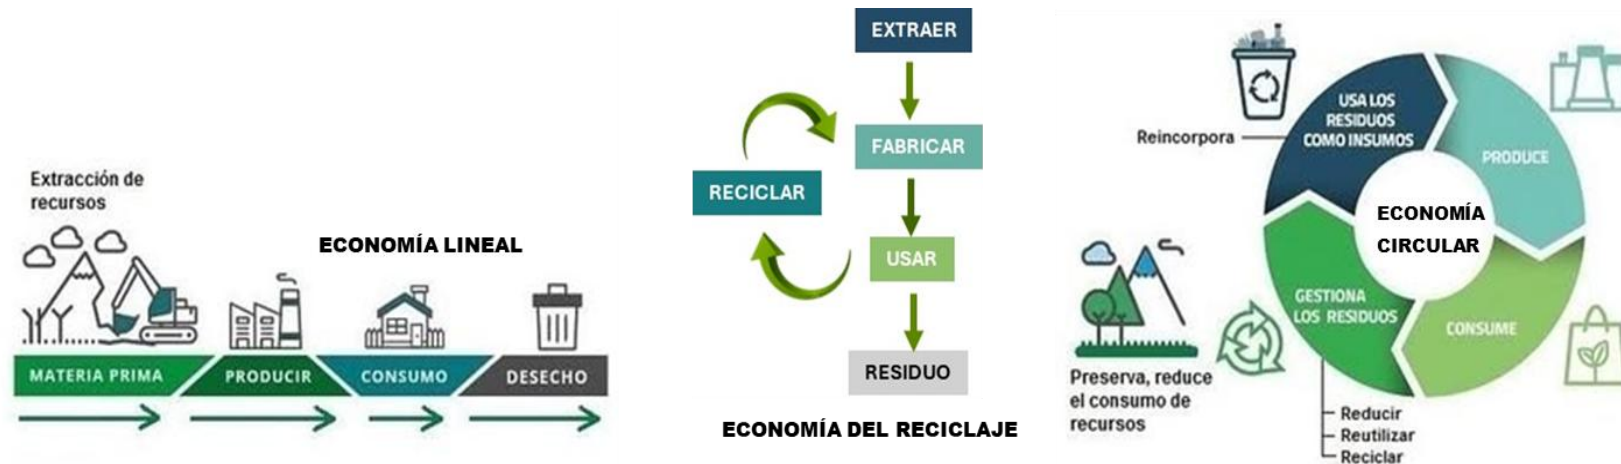 Extracción de
recursos
ECONOMÍA LINEAL
MATERIA PRIMA
PRODUCIR
CONSUMO
DESECHO
EXTRAER
FABRICAR
RECICLAR
USAR
RESIDUO
ECONOMÍA DEL RECICLAJE
USA LOS
RESIDUOS
COMO INSUMOS
Reincorpora
PRODUCE
ECONOMÍA
CIRCULAR
GESTIONA
LOS RESIDUOS
CONSUME
Preserva, reduce
el consumo de
recursos
Reducir
Reutilizar
Reciclar